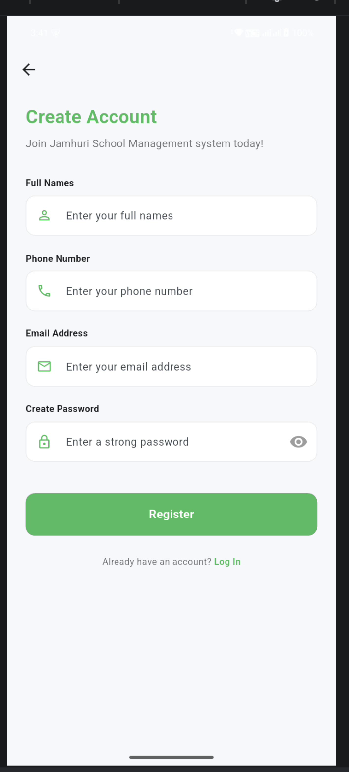 Create Account
Join Jamhuri School Management system today!
Full Names
Enter your full names
Phone Number
Enter your phone number
Email Address
Enter your email address
Create Password
Enter a strong password
Register
Already have an account? Log In